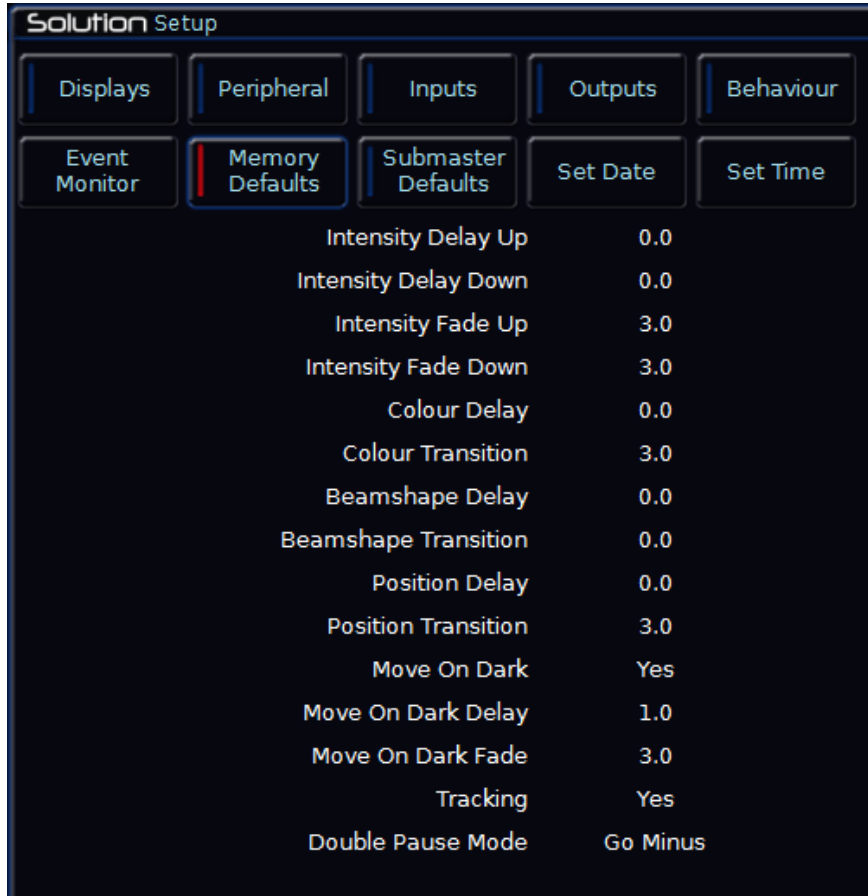 Solution Setup
Displays Peripheral Inputs Outputs Behaviour
Event Monitor Memory Defaults Submaster Defaults Set Date Set Time
Intensity Delay Up 0.0
Intensity Delay Down 0.0
Intensity Fade Up 3.0
Intensity Fade Down 3.0
Colour Delay 0.0
Colour Transition 3.0
Beamshape Delay 0.0
Beamshape Transition 0.0
Position Delay 0.0
Position Transition 3.0
Move On Dark Yes
Move On Dark Delay 1.0
Move On Dark Fade 3.0
Tracking Yes
Double Pause Mode Go Minus